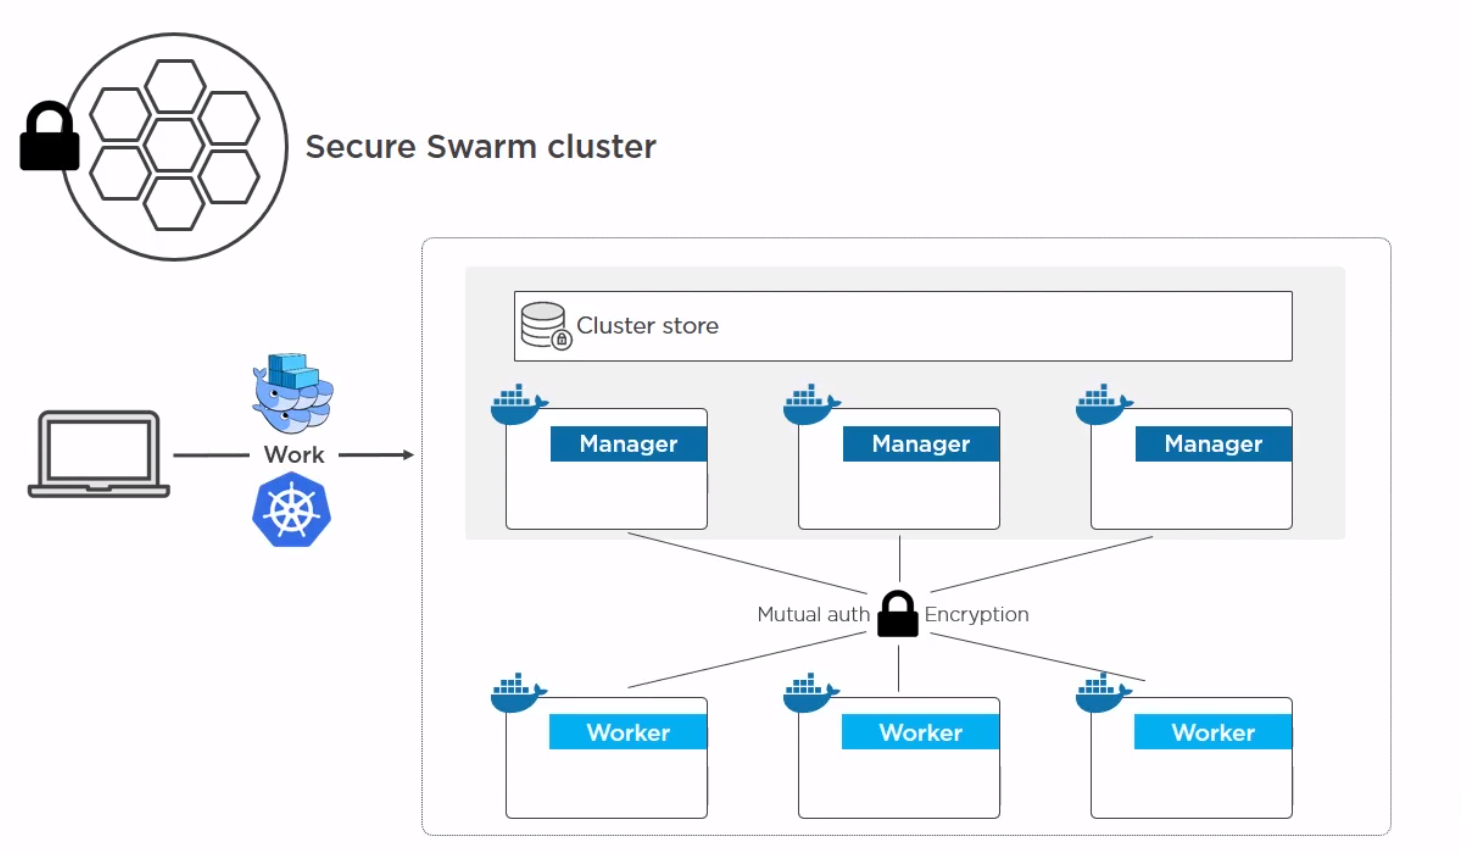 Secure Swarm cluster
Cluster store
Manager
Manager
Manager
Work
Mutual auth
Encryption
Worker
Worker
Worker